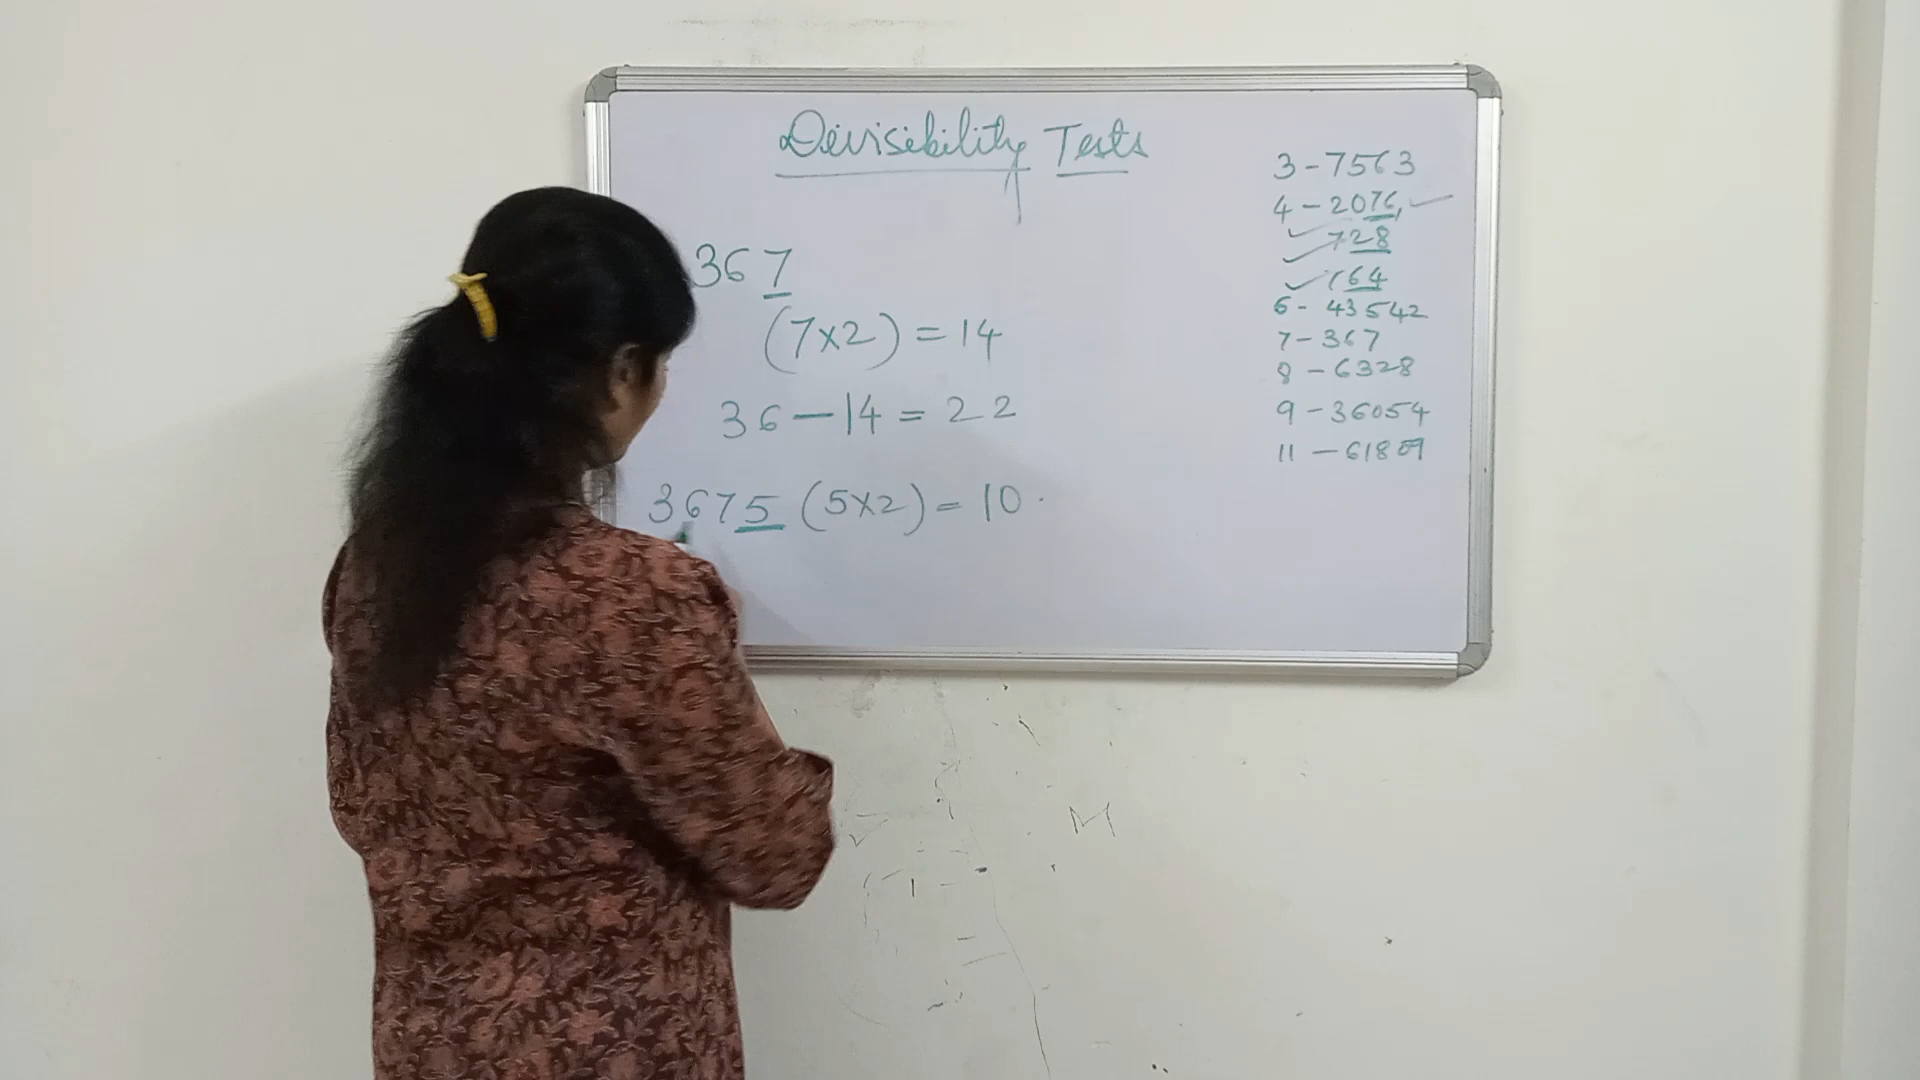 Divisibility Tests
367
(7x2) = 14
36 - 14 = 22
3675 (5x2) = 10
3 - 7563
4 - 2076,
728
164
6 - 43542
7 - 367
8 - 6328
9 - 36054
11 - 61809
M